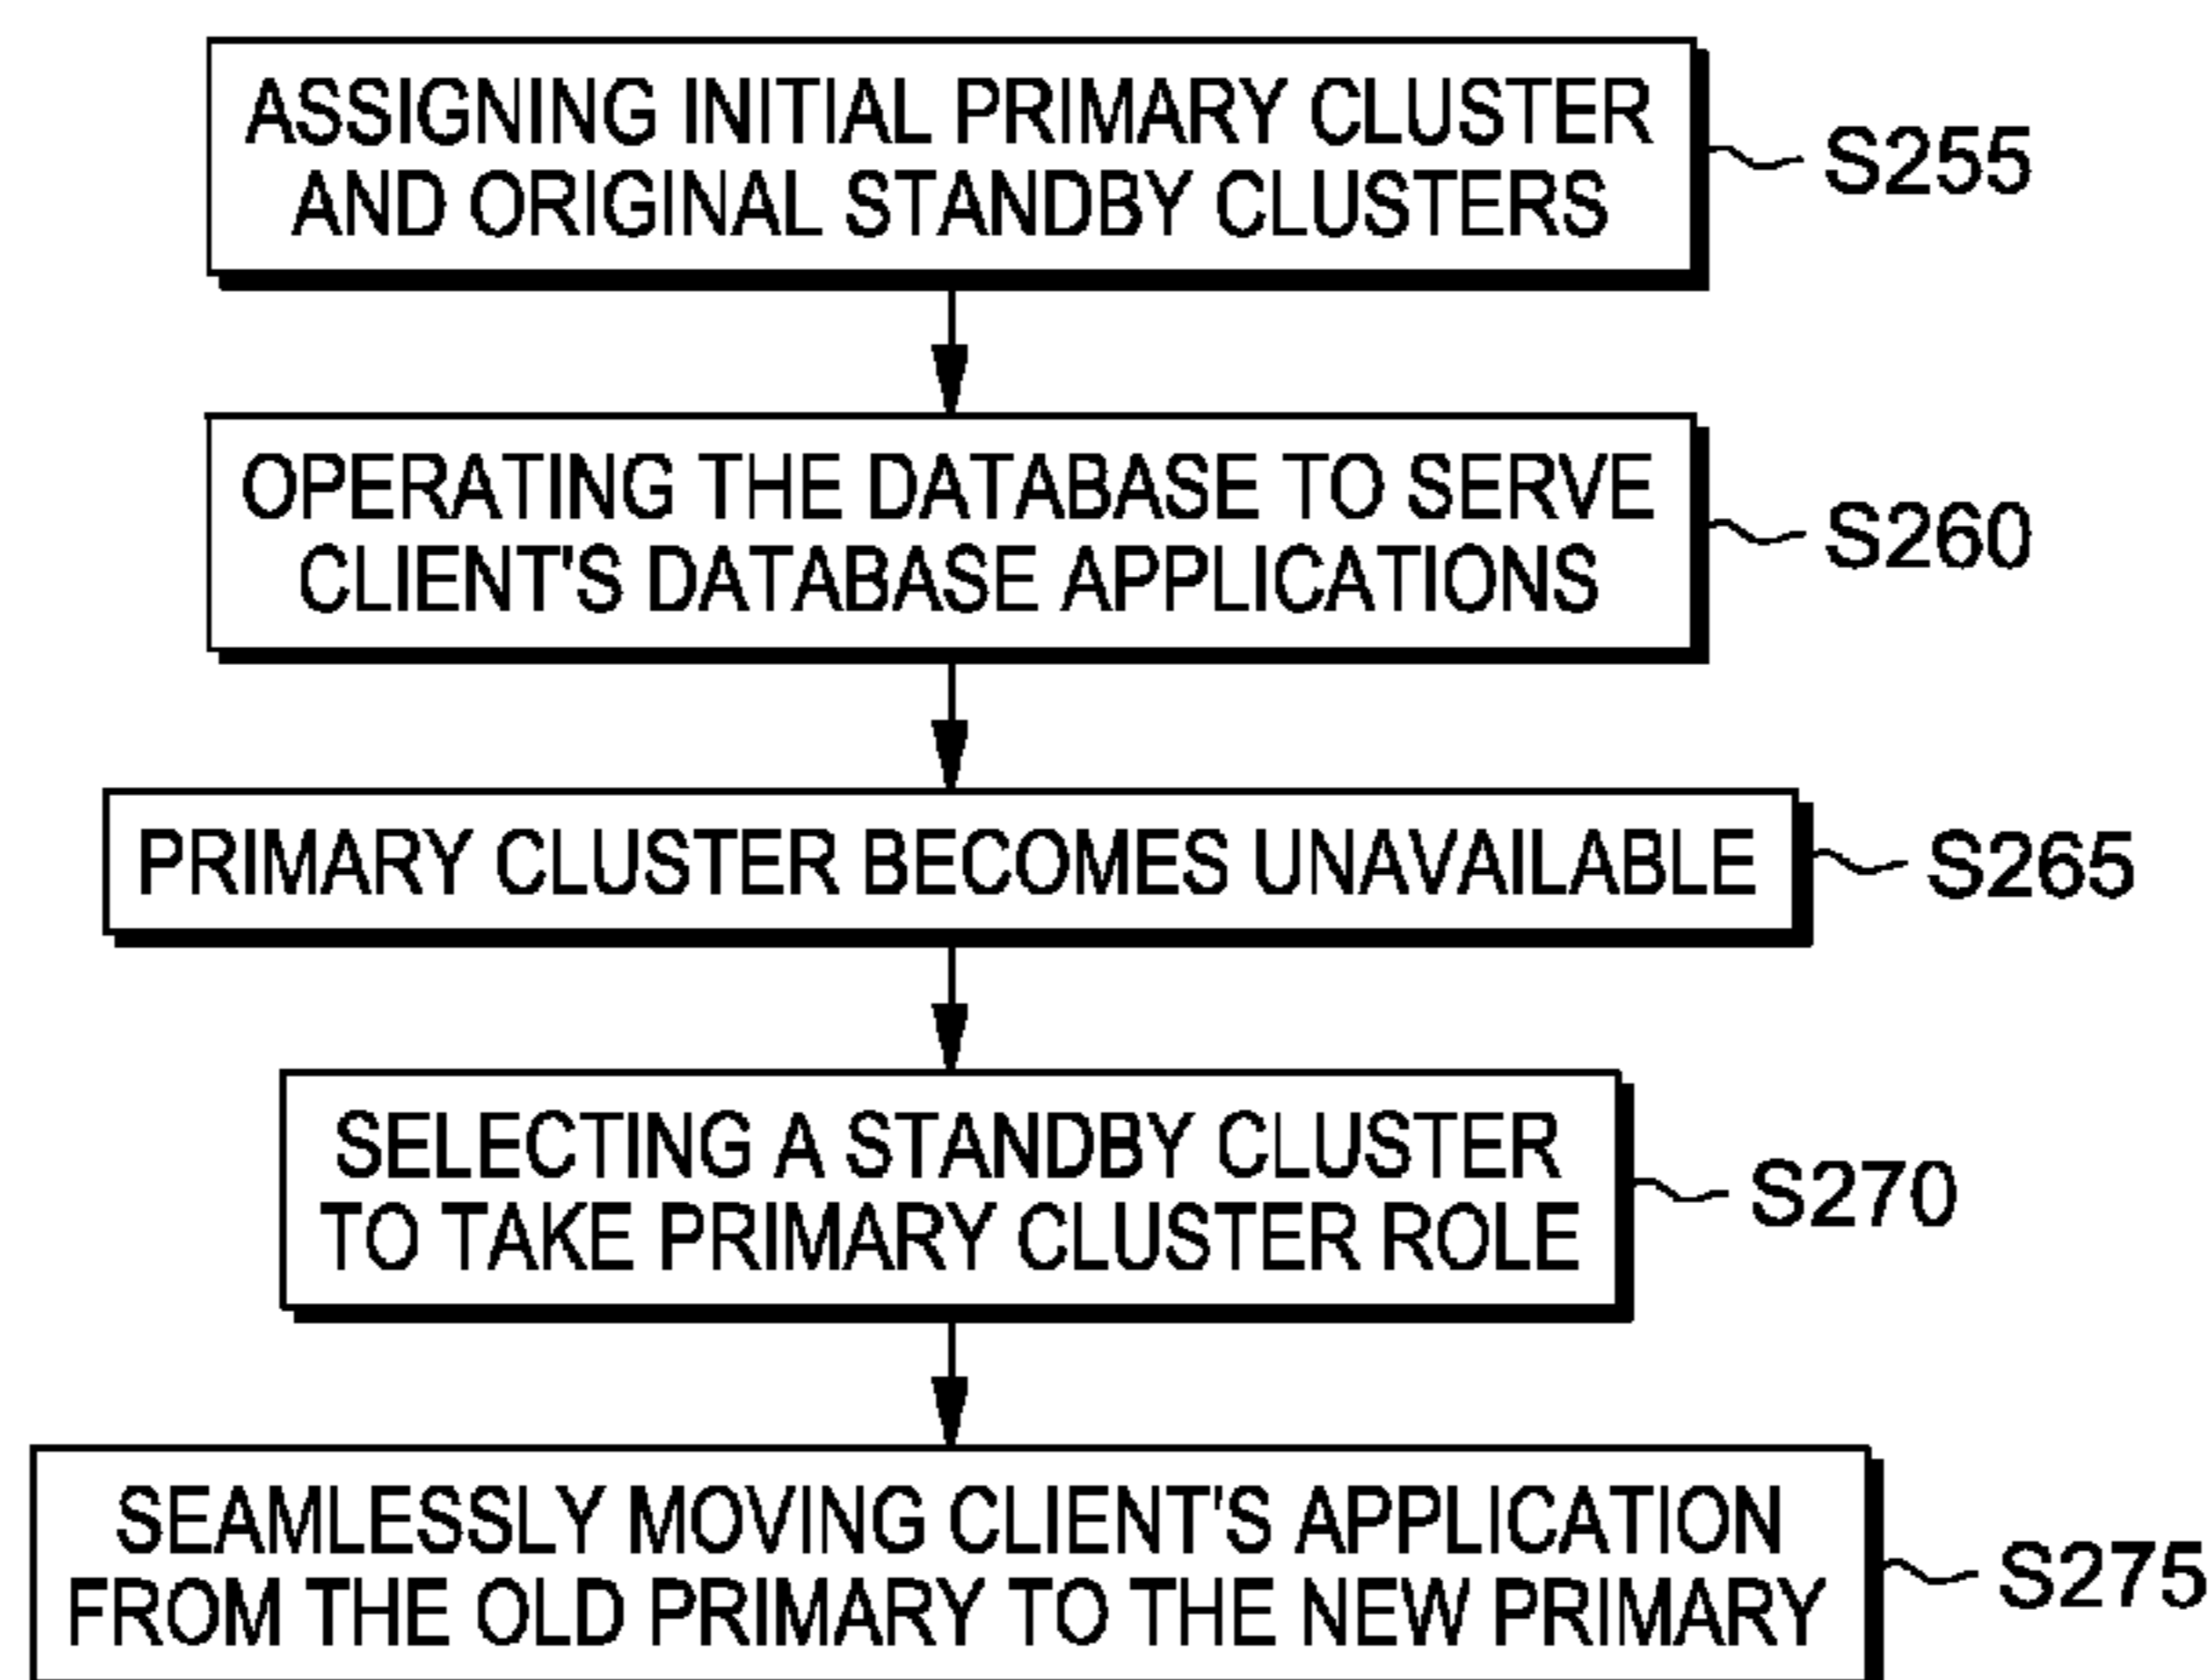 ASSIGNING INITIAL PRIMARY CLUSTER
AND ORIGINAL STANDBY CLUSTERS
S255
OPERATING THE DATABASE TO SERVE
CLIENT'S DATABASE APPLICATIONS
S260
PRIMARY CLUSTER BECOMES UNAVAILABLE
S265
SELECTING A STANDBY CLUSTER
TO TAKE PRIMARY CLUSTER ROLE
S270
SEAMLESSLY MOVING CLIENT'S APPLICATION
FROM THE OLD PRIMARY TO THE NEW PRIMARY
S275